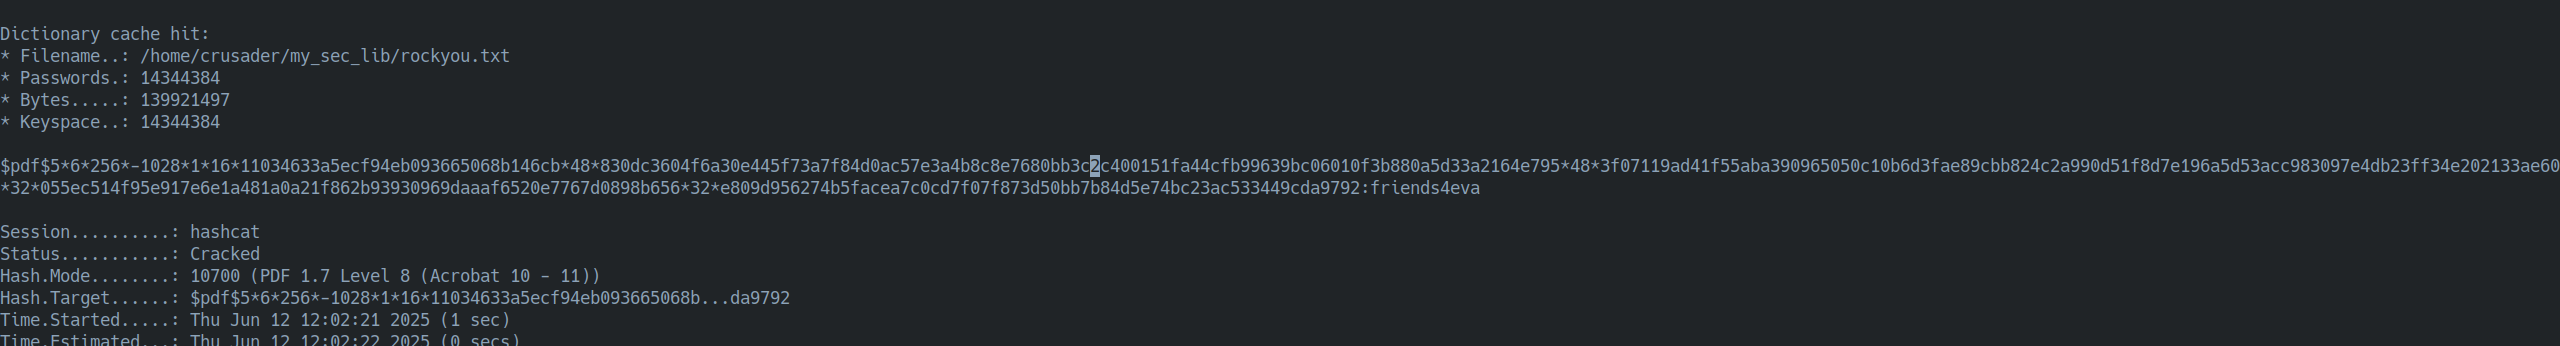 Dictionary cache hit:
* Filename..: /home/crusader/my_sec_lib/rockyou.txt
* Passwords.: 14344384
* Bytes.....: 139921497
* Keyspace..: 14344384
$pdf$5*6*256*-1028*1*16*11034633a5ecf94eb093665068b146cb*48*830dc3604f6a30e445f73a7f84d0ac57e3a4b8c8e7680bb3c2c400151fa44cfb99639bc06010f3b880a5d33a2164e795*48*3f07119ad41f55aba390965050c10b6d3fae89cbb824c2a990d51f8d7e196a5d53acc983097e4db23ff34e202133ae60
*32*055ec514f95e917e6e1a481a0a21f862b93930969daaaf6520e7767d0898b656*32*e809d956274b5facea7c0cd7f07f873d50bb7b84d5e74bc23ac533449cda9792:friends4eva
Session..........: hashcat
Status...........: Cracked
Hash.Mode........: 10700 (PDF 1.7 Level 8 (Acrobat 10 - 11))
Hash.Target......: $pdf$5*6*256*-1028*1*16*11034633a5ecf94eb093665068b...da9792
Time.Started.....: Thu Jun 12 12:02:21 2025 (1 sec)
Time.Estimated...: Thu Jun 12 12:02:22 2025 (0 secs)